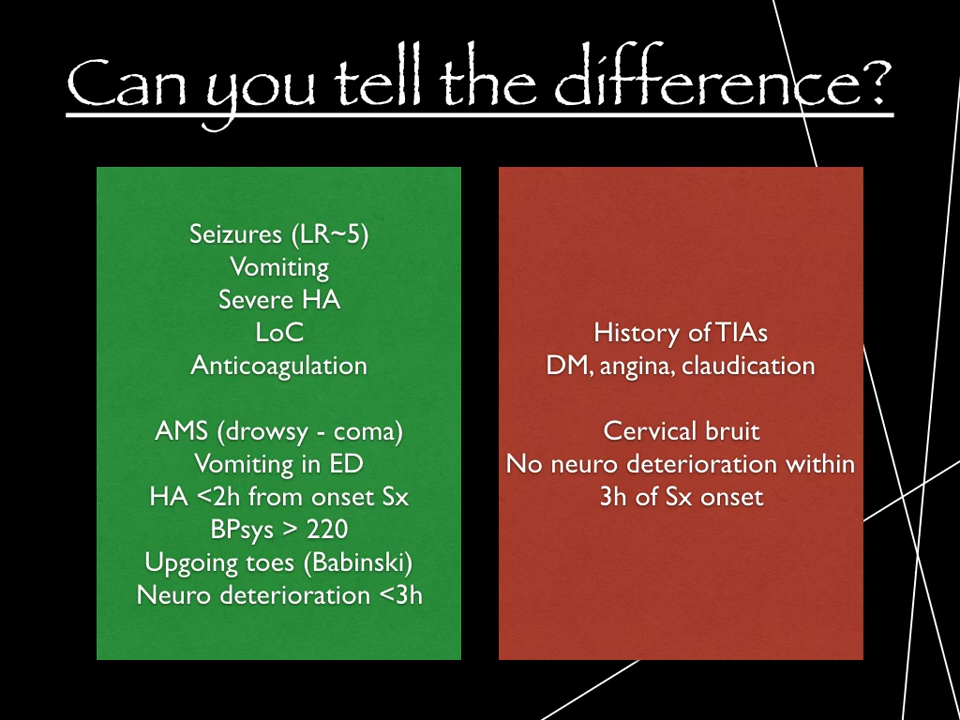 Can you tell the difference?
Seizures (LR~5)
Vomiting
Severe HA
LoC
Anticoagulation
AMS (drowsy - coma)
Vomiting in ED
HA <2h from onset Sx
BPsys > 220
Upgoing toes (Babinski)
Neuro deterioration <3h
History of TIAs
DM, angina, claudication
Cervical bruit
No neuro deterioration within
3h of Sx onset